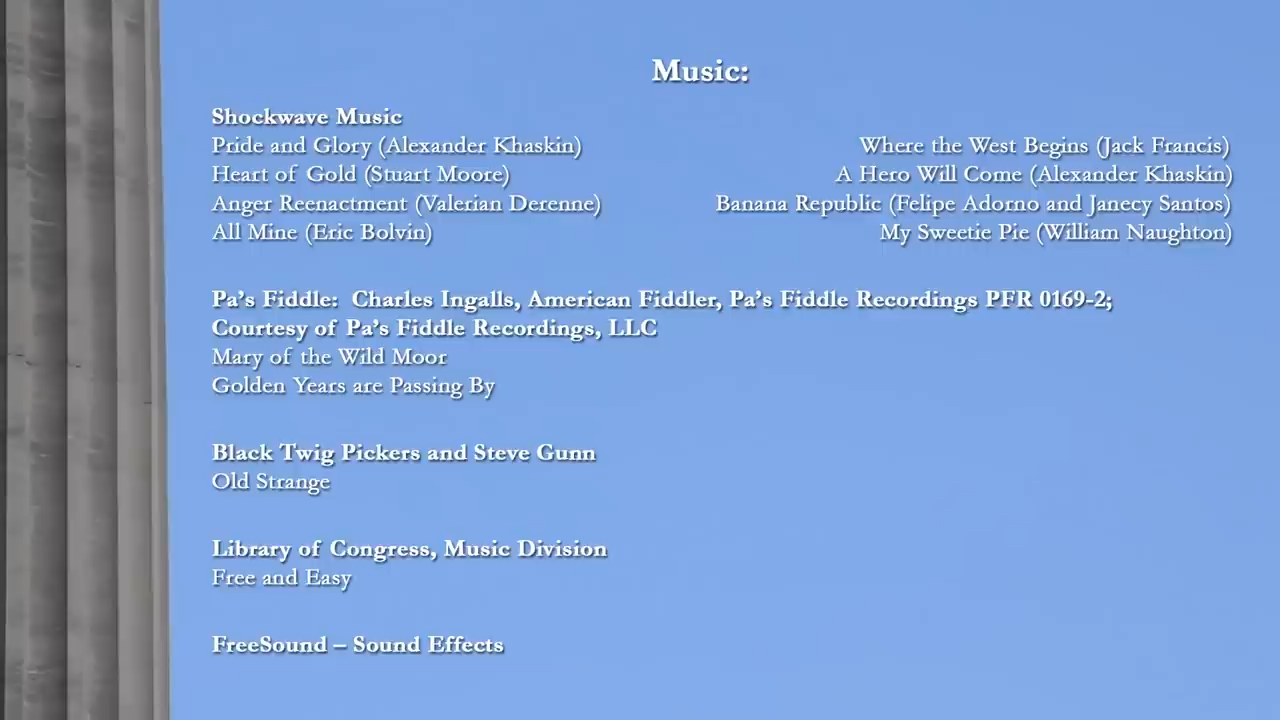 Music:
Shockwave Music
Pride and Glory (Alexander Khaskin)
Heart of Gold (Stuart Moore)
Anger Reenactment (Valerian Derenne)
All Mine (Eric Bolvin)
Where the West Begins (Jack Francis)
A Hero Will Come (Alexander Khaskin)
Banana Republic (Felipe Adorno and Janecy Santos)
My Sweetie Pie (William Naughton)
Pa's Fiddle: Charles Ingalls, American Fiddler, Pa's Fiddle Recordings PFR 0169-2;
Courtesy of Pa's Fiddle Recordings, LLC
Mary of the Wild Moor
Golden Years are Passing By
Black Twig Pickers and Steve Gunn
Old Strange
Library of Congress, Music Division
Free and Easy
FreeSound – Sound Effects